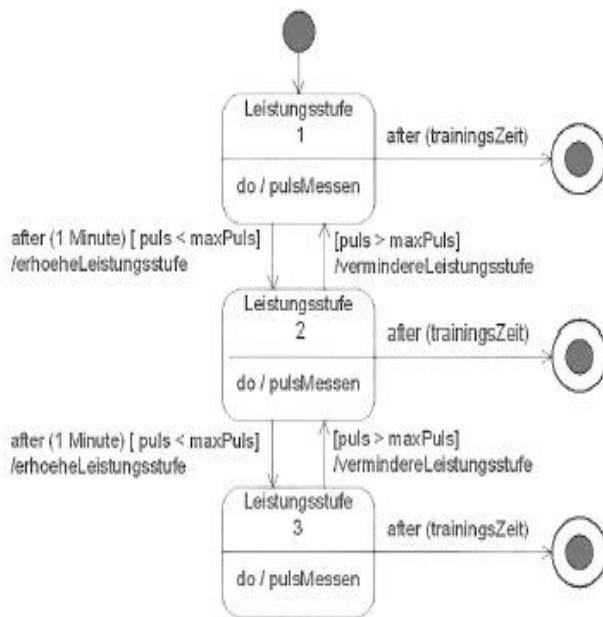 Leistungsstufe
1
after (trainingsZeit)
do / pulsMessen
after (1 Minute) [ puls < maxPuls]
/erhoeheLeistungsstufe
[puls > maxPuls]
/vermindereLeistungsstufe
Leistungsstufe
2
after (trainingsZeit)
do / pulsMessen
after (1 Minute) [ puls < maxPuls]
/erhoeheLeistungsstufe
[puls > maxPuls]
/vermindereLeistungsstufe
Leistungsstufe
3
after (trainingsZeit)
do / pulsMessen